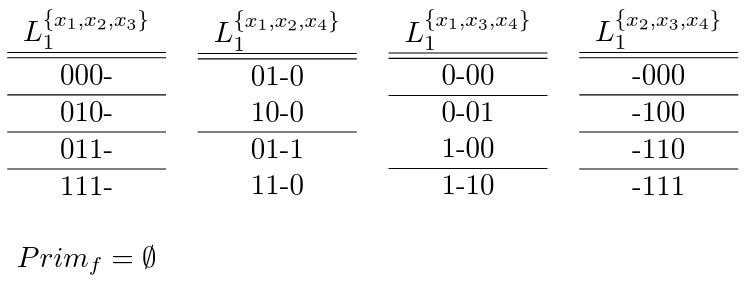 L_1^{x_1,x_2,x_3} L_1^{x_1,x_2,x_4} L_1^{x_1,x_3,x_4} L_1^{x_2,x_3,x_4}
000- 01-0 0-00 -000
010- 10-0 0-01 -100
011- 01-1 1-00 -110
111- 11-0 1-10 -111
Prim_f = ∅